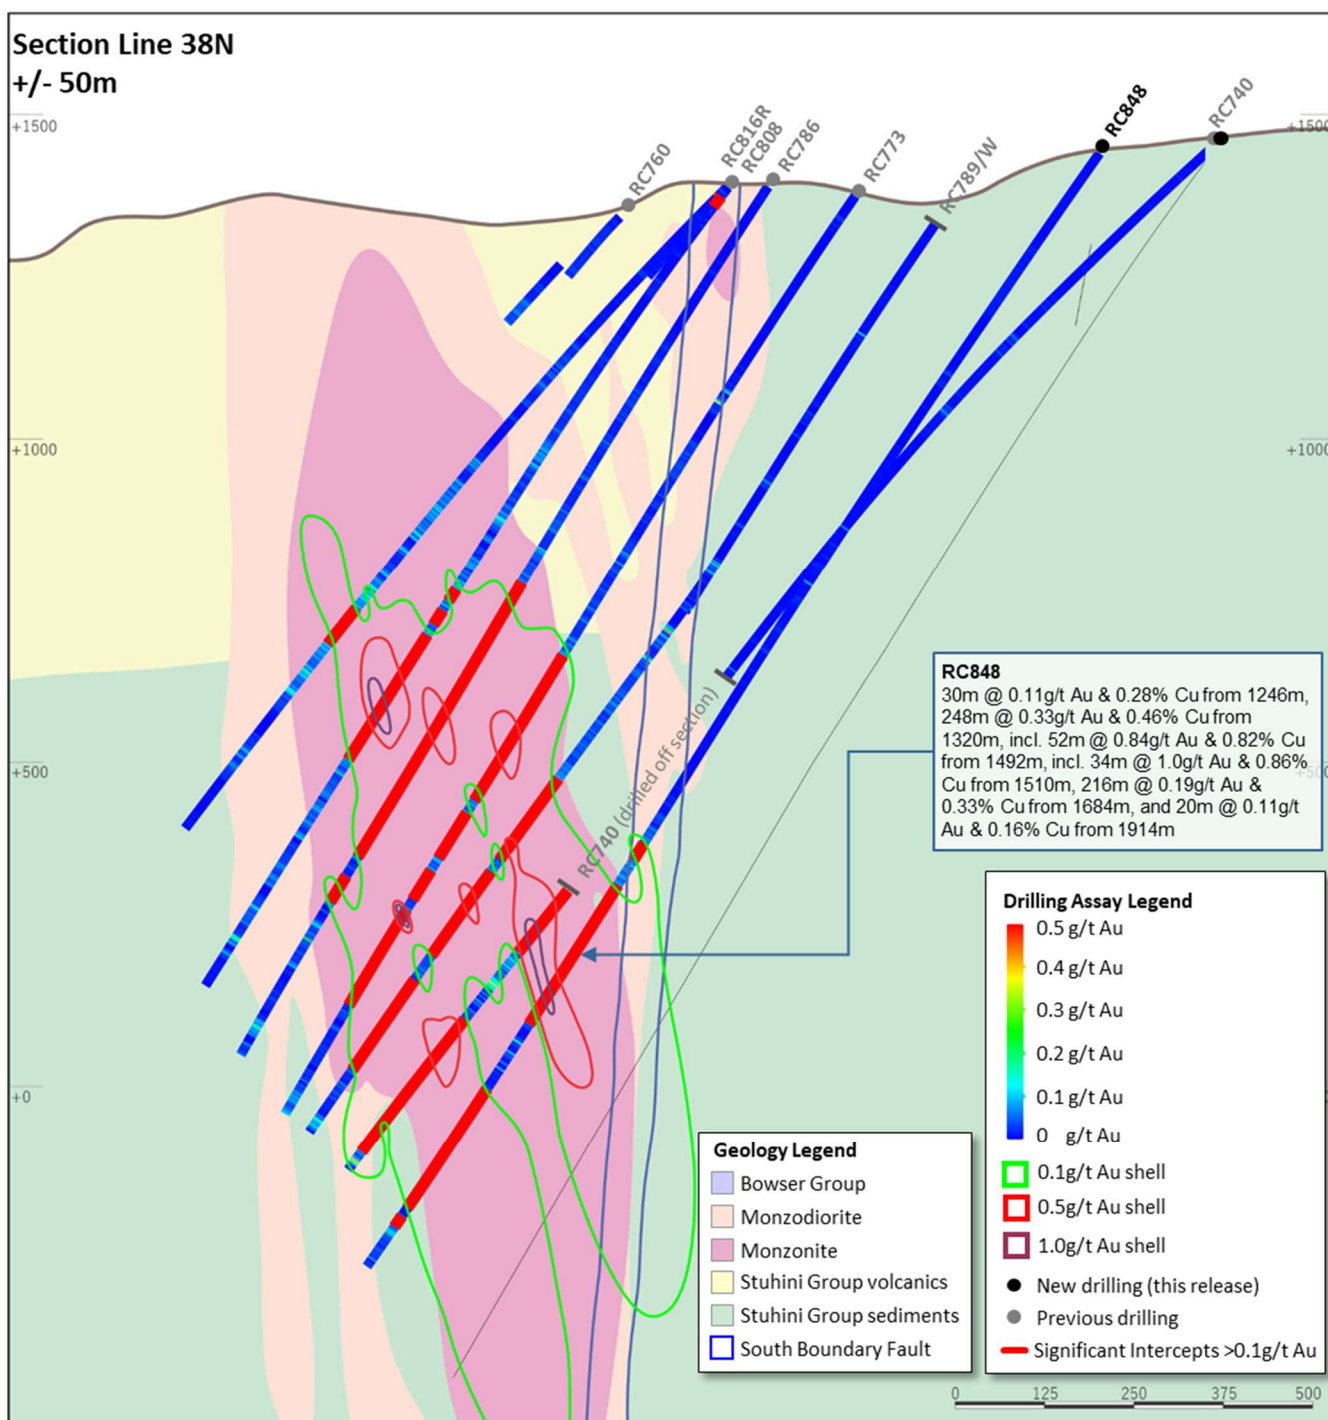 Section Line 38N
+/- 50m
+1500
+1500
RC760
RC816R
RC808
RC786
RC773
RC789/W
RC848
RC740
+1000
+1000
RC848
30m @ 0.11g/t Au & 0.28% Cu from 1246m,
248m @ 0.33g/t Au & 0.46% Cu from
1320m, incl. 52m @ 0.84g/t Au & 0.82% Cu
from 1492m, incl. 34m @ 1.0g/t Au & 0.86%
Cu from 1510m, 216m @ 0.19g/t Au &
0.33% Cu from 1684m, and 20m @ 0.11g/t
Au & 0.16% Cu from 1914m
+500
+500
RC740 (drilled off section)
+0
Drilling Assay Legend
0.5 g/t Au
0.4 g/t Au
0.3 g/t Au
0.2 g/t Au
0.1 g/t Au
0 g/t Au
0.1g/t Au shell
0.5g/t Au shell
1.0g/t Au shell
New drilling (this release)
Previous drilling
Significant Intercepts >0.1g/t Au
Geology Legend
Bowser Group
Monzodiorite
Monzonite
Stuhini Group volcanics
Stuhini Group sediments
South Boundary Fault
0 125 250 375 500